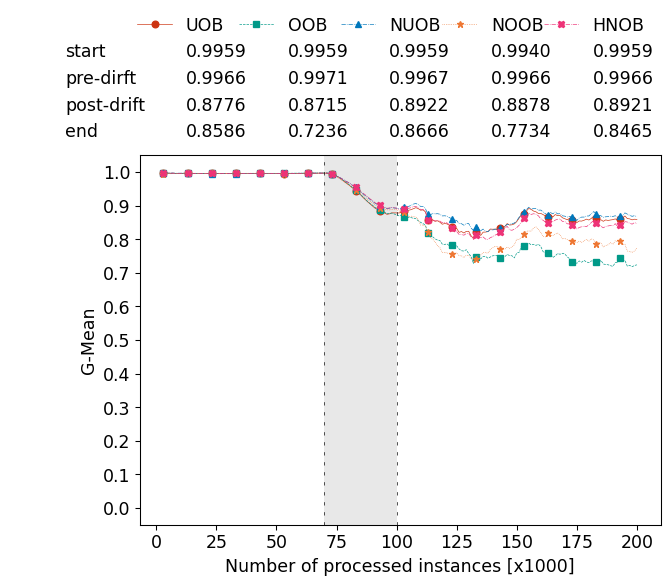 UOB OOB NUOB NOOB HNOB
start 0.9959 0.9959 0.9959 0.9940 0.9959
pre-dirft 0.9966 0.9971 0.9967 0.9966 0.9966
post-drift 0.8776 0.8715 0.8922 0.8878 0.8921
end 0.8586 0.7236 0.8666 0.7734 0.8465
1.0
0.9
0.8
0.7
0.6
0.5
0.4
0.3
0.2
0.1
0.0
G-Mean
0 25 50 75 100 125 150 175 200
Number of processed instances [x1000]